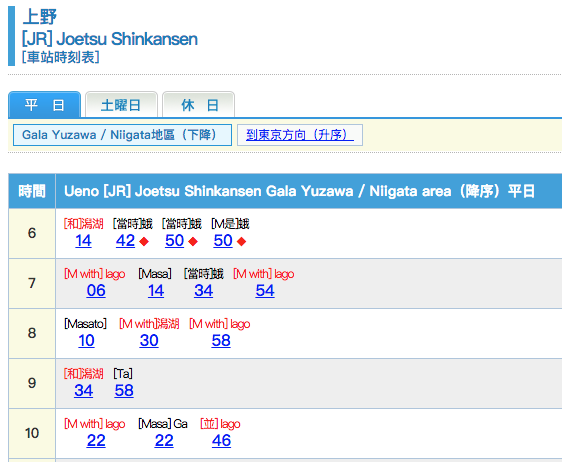 上野
[JR] Joetsu Shinkansen
[車站時刻表]
平 日 土曜日 休 日
Gala Yuzawa / Niigata地區（下降） 到東京方向（升序）
時間 Ueno [JR] Joetsu Shinkansen Gala Yuzawa / Niigata area（降序）平日
[和]潟湖 [當時]蛾 [當時]蛾 [M是]蛾
6 14 42 ◆ 50 ◆ 50 ◆
[M with] lago [Masa] [當時]蛾 [M with] lago
7 06 14 34 54
[Masato] [M with]潟湖 [M with] lago
8 10 30 58
[和]潟湖 [Ta]
9 34 58
[M with] lago [Masa] Ga [並] lago
10 22 22 46